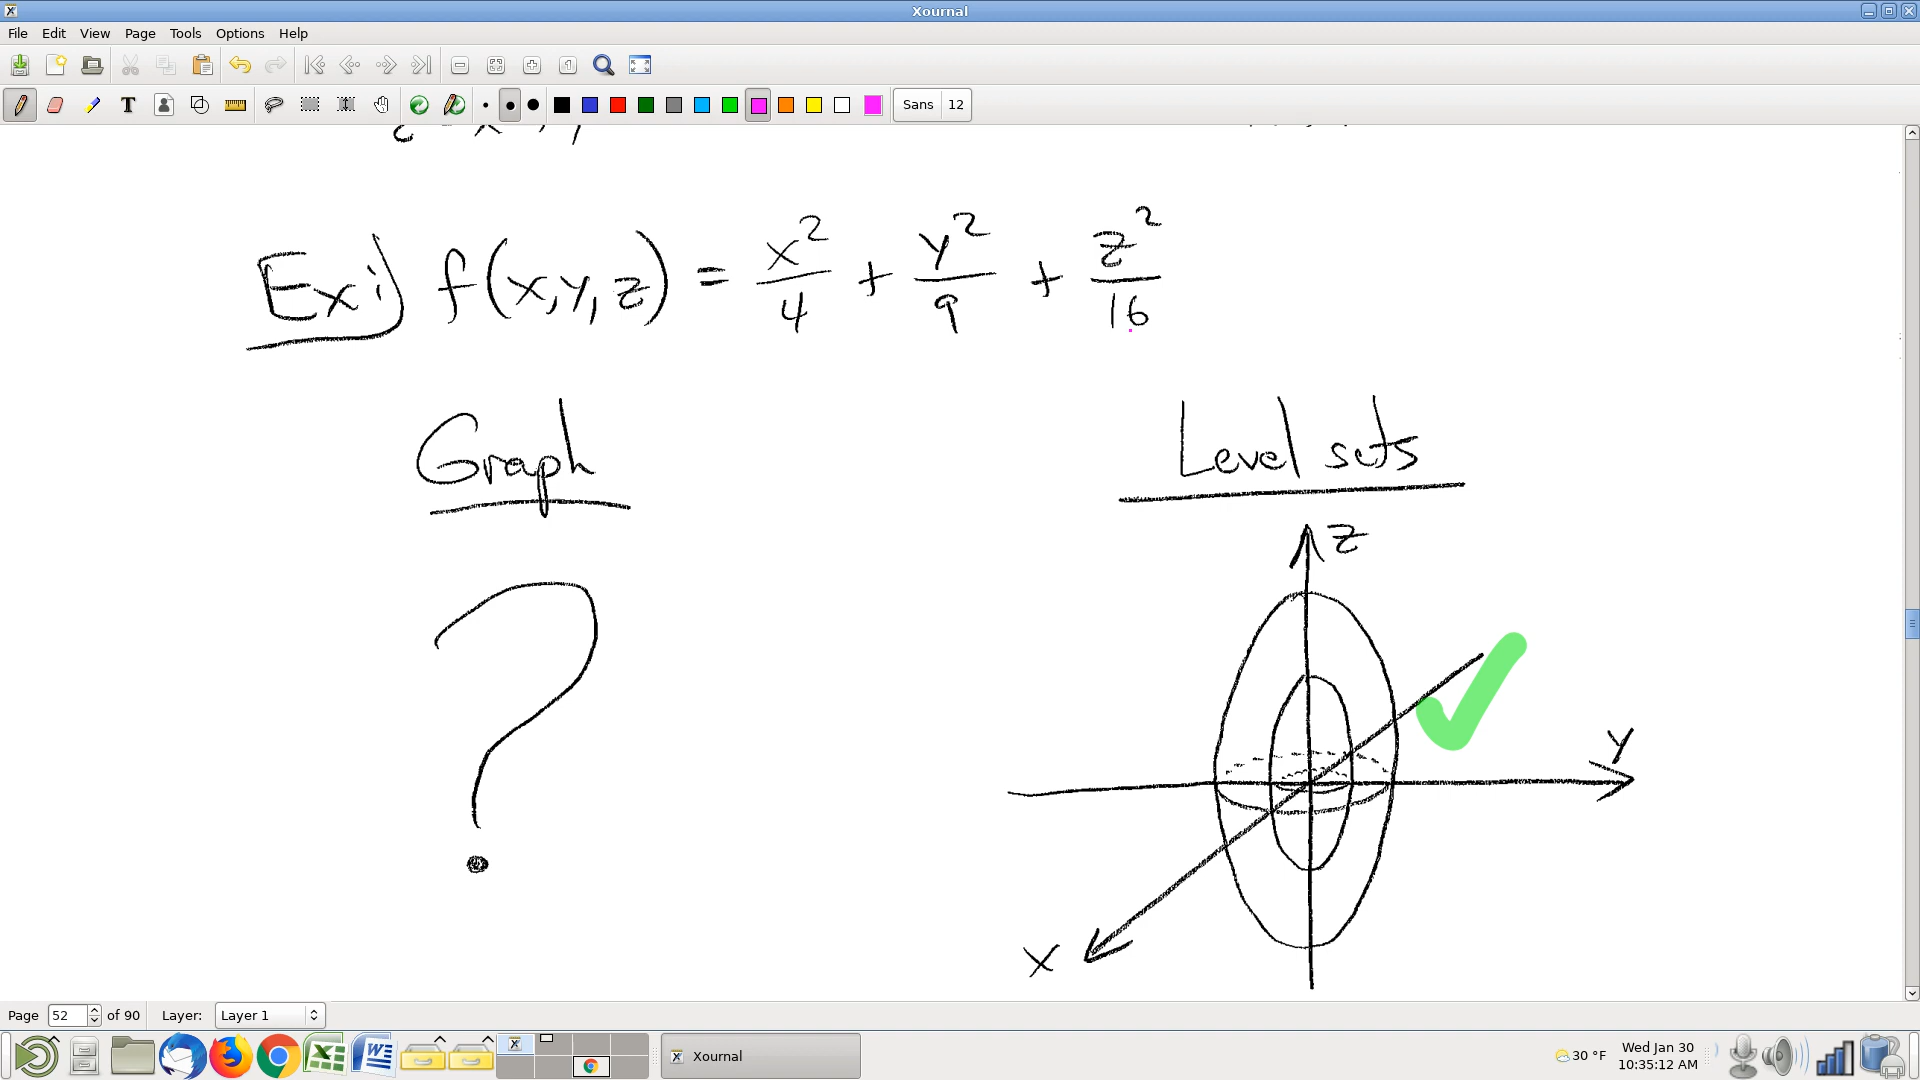 Xournal
File Edit View Page Tools Options Help
Sans 12
Ex:) f(x,y,z) = x²/4 + y²/9 + z²/16
Graph
Level sets
?
z
y
x
Page 52 of 90 Layer: Layer 1
Xournal
30 °F
Wed Jan 30
10:35:12 AM